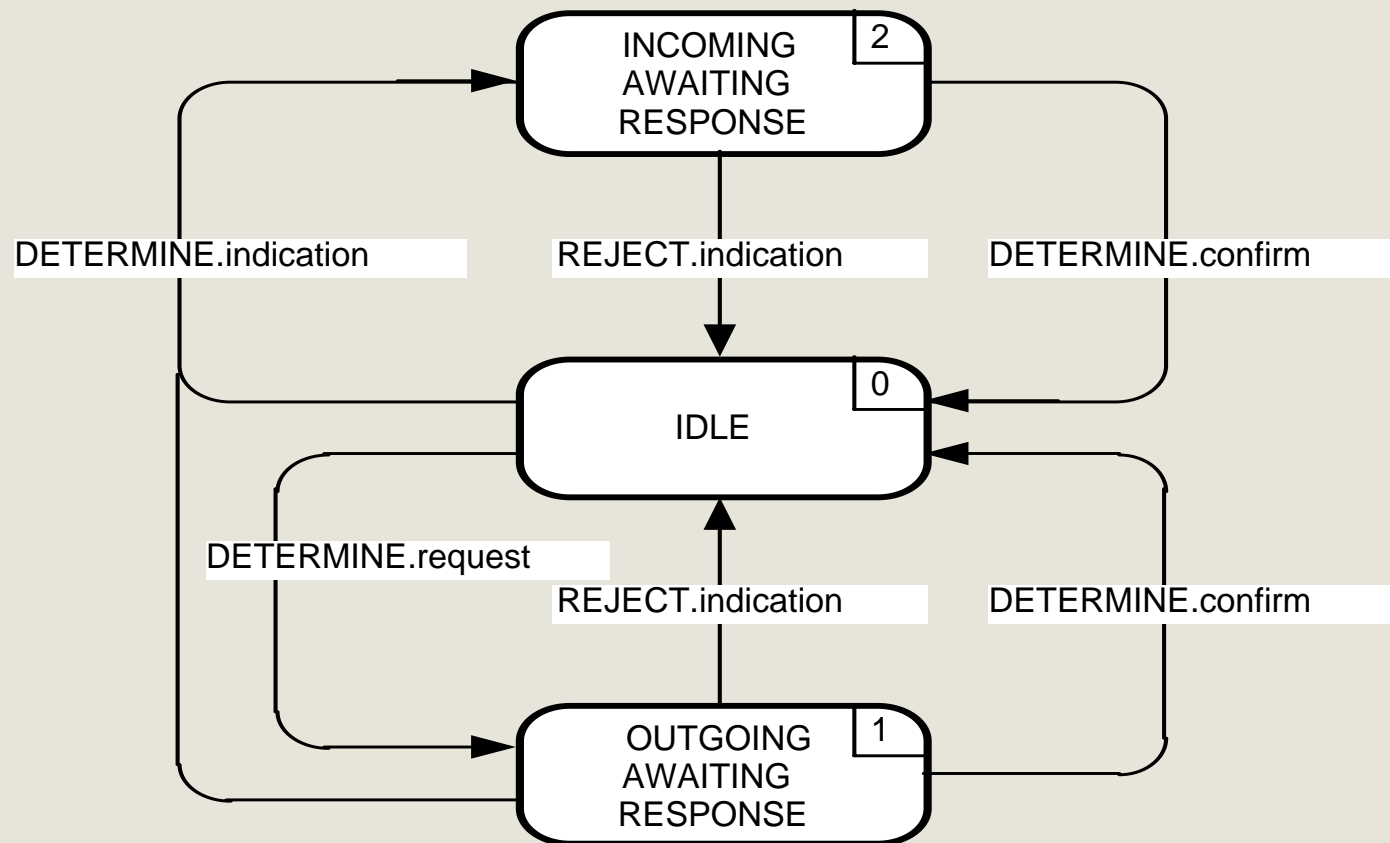 INCOMING
2
AWAITING
RESPONSE
DETERMINE.indication
REJECT.indication
DETERMINE.confirm
0
IDLE
DETERMINE.request
REJECT.indication
DETERMINE.confirm
OUTGOING
1
AWAITING
RESPONSE